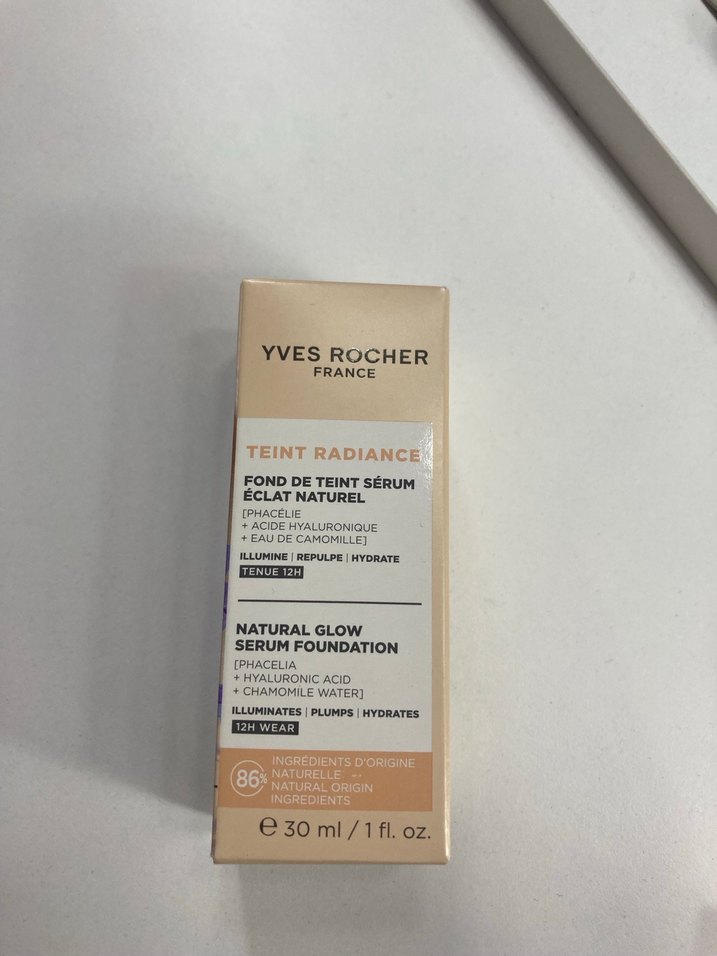 YVES ROCHER
FRANCE
TEINT RADIANCE
FOND DE TEINT SÉRUM
ÉCLAT NATUREL
[PHACÉLIE
+ ACIDE HYALURONIQUE
+ EAU DE CAMOMILLE]
ILLUMINE | REPULPE | HYDRATE
TENUE 12H
NATURAL GLOW
SERUM FOUNDATION
[PHACELIA
+ HYALURONIC ACID
+ CHAMOMILE WATER]
ILLUMINATES | PLUMPS | HYDRATES
12H WEAR
86%
INGRÉDIENTS D'ORIGINE
NATURELLE
NATURAL ORIGIN
INGREDIENTS
℮ 30 ml / 1 fl. oz.